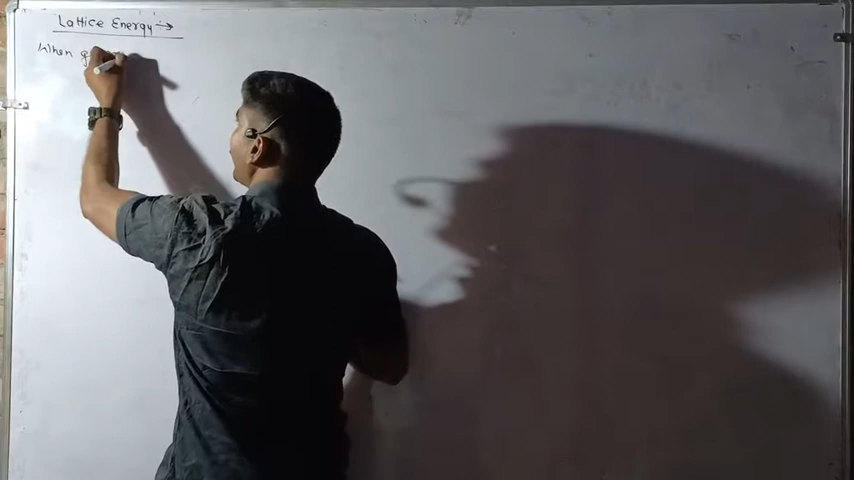 Lattice Energy →
When